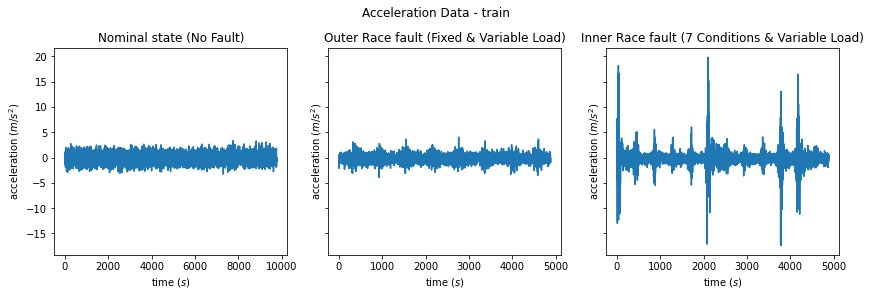 Acceleration Data - train
Nominal state (No Fault)
Outer Race fault (Fixed & Variable Load)
Inner Race fault (7 Conditions & Variable Load)
acceleration (m/s²)
20
15
10
5
0
−5
−10
−15
0 2000 4000 6000 8000 10000
time (s)
acceleration (m/s²)
0 1000 2000 3000 4000 5000
time (s)
acceleration (m/s²)
0 1000 2000 3000 4000 5000
time (s)